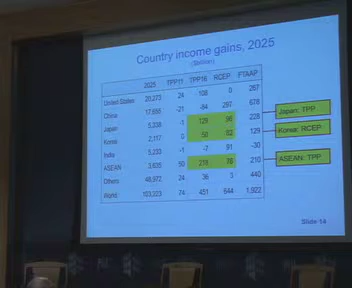 Country income gains, 2025
($billion)
2025 TPP11 TPP16 RCEP FTAAP
United States 20,273 24 108 0 267
China -21 -84 297 678
Japan 5,338 -1 129 96 228
Korea 2,117 0 50 82 129
India 5,233 -1 -7 91 -30
ASEAN 3,635 50 218 78 210
Others 48,972 24 36 3 440
World 103,223 74 451 644 1,922
Japan: TPP
Korea: RCEP
ASEAN: TPP
Slide 14